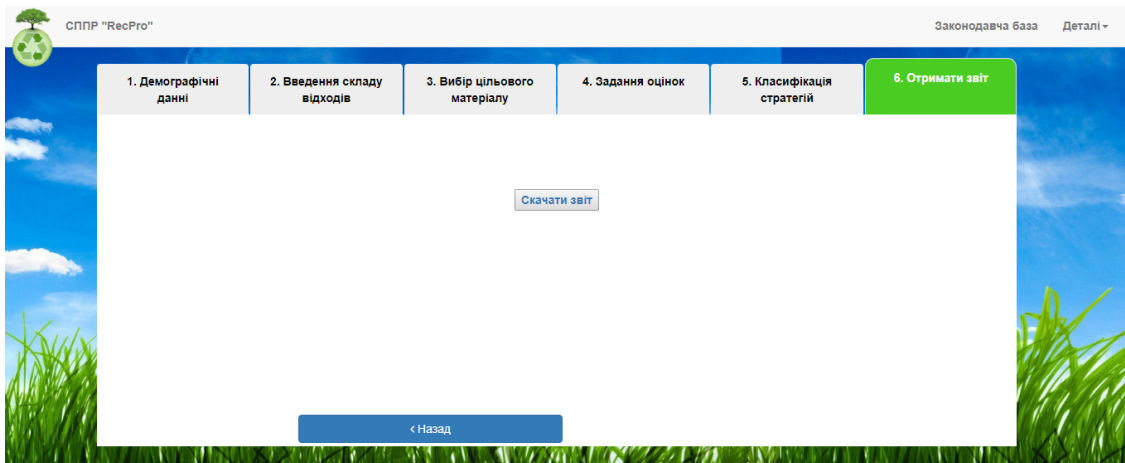 СППР "RecPro"
Законодавча база
Деталі
1. Демографічні
данні
2. Введення складу
відходів
3. Вибір цільового
матеріалу
4. Задання оцінок
5. Класифікація
стратегій
6. Отримати звіт
Скачати звіт
< Назад